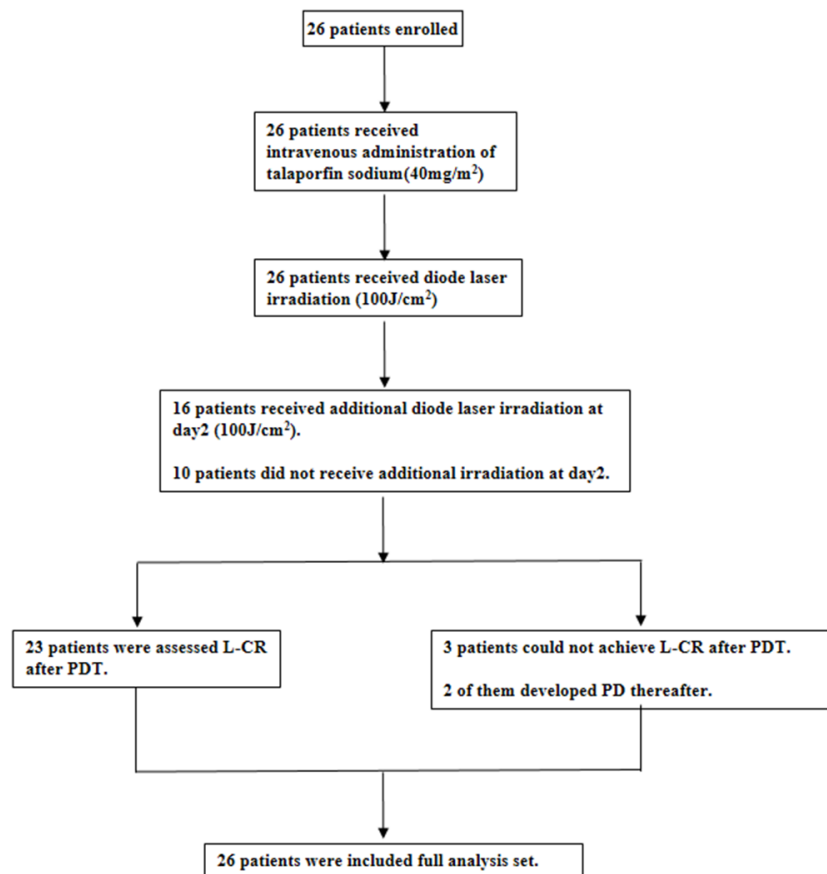 26 patients enrolled
26 patients received
intravenous administration of
talaporfin sodium(40mg/m²)
26 patients received diode laser
irradiation (100J/cm²)
16 patients received additional diode laser irradiation at
day2 (100J/cm²).
10 patients did not receive additional irradiation at day2.
23 patients were assessed L-CR
after PDT.
3 patients could not achieve L-CR after PDT.
2 of them developed PD thereafter.
26 patients were included full analysis set.